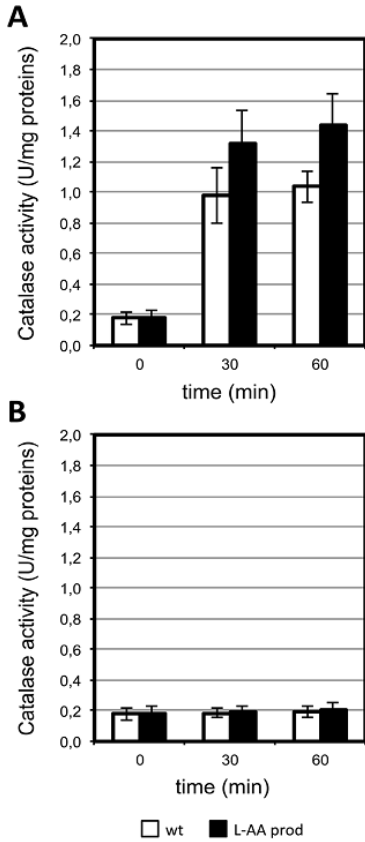 A
Catalase activity (U/mg proteins)
2,0
1,8
1,6
1,4
1,2
1,0
0,8
0,6
0,4
0,2
0,0
0 30 60
time (min)
B
Catalase activity (U/mg proteins)
2,0
1,8
1,6
1,4
1,2
1,0
0,8
0,6
0,4
0,2
0,0
0 30 60
time (min)
wt L-AA prod